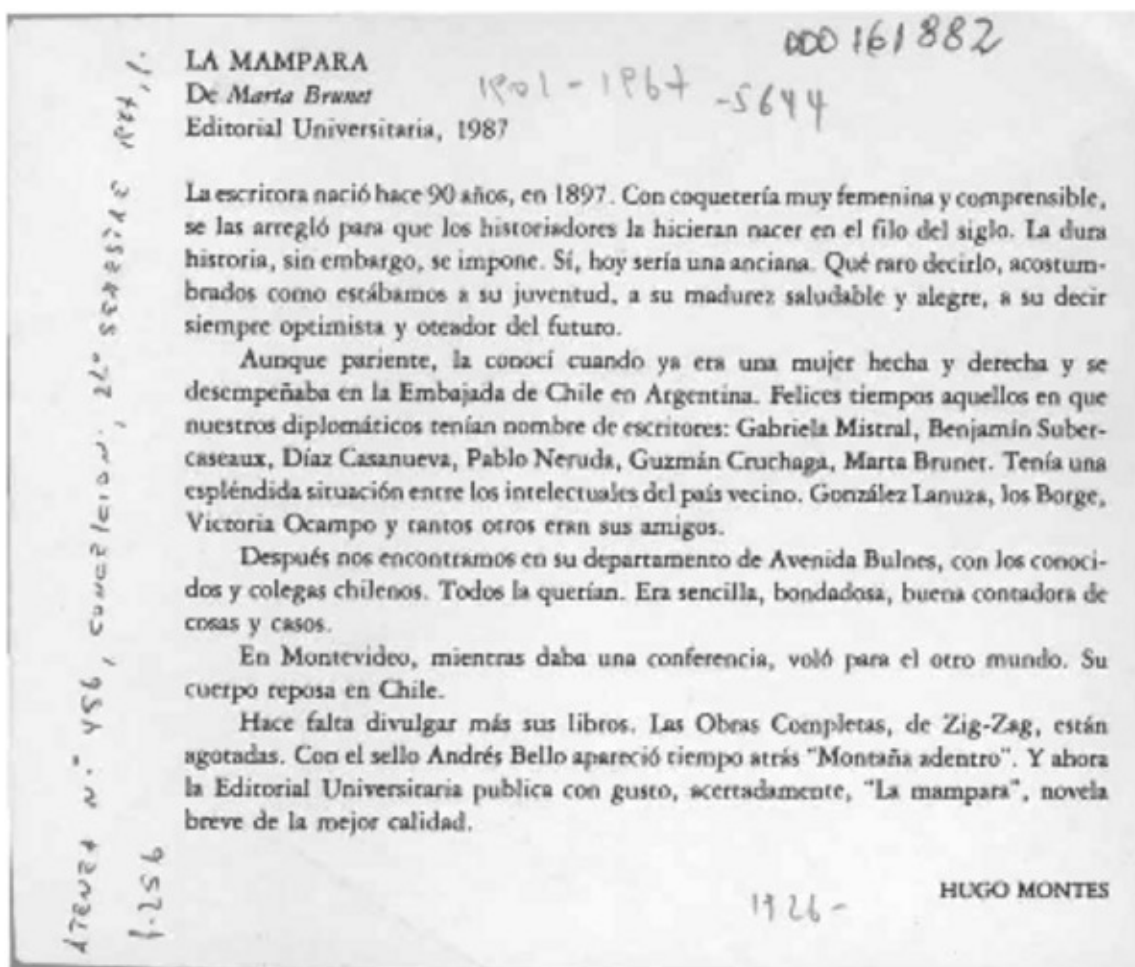 000161882
LA MAMPARA
De Marta Brunet
1901-1967 -5644
Editorial Universitaria, 1987
La escritora nació hace 90 años, en 1897. Con coquetería muy femenina y comprensible,
se las arregló para que los historiadores la hicieran nacer en el filo del siglo. La dura
historia, sin embargo, se impone. Sí, hoy sería una anciana. Qué raro decirlo, acostum-
brados como estábamos a su juventud, a su madurez saludable y alegre, a su decir
siempre optimista y oteador del futuro.
Aunque pariente, la conocí cuando ya era una mujer hecha y derecha y se
desempeñaba en la Embajada de Chile en Argentina. Felices tiempos aquellos en que
nuestros diplomáticos tenían nombre de escritores: Gabriela Mistral, Benjamín Suber-
caseaux, Díaz Casanueva, Pablo Neruda, Guzmán Cruchaga, Marta Brunet. Tenía una
espléndida situación entre los intelectuales del país vecino. González Lanuza, los Borge,
Victoria Ocampo y tantos otros eran sus amigos.
Después nos encontramos en su departamento de Avenida Bulnes, con los conoci-
dos y colegas chilenos. Todos la querían. Era sencilla, bondadosa, buena contadora de
cosas y casos.
En Montevideo, mientras daba una conferencia, voló para el otro mundo. Su
cuerpo reposa en Chile.
Hace falta divulgar más sus libros. Las Obras Completas, de Zig-Zag, están
agotadas. Con el sello Andrés Bello apareció tiempo atrás "Montaña adentro". Y ahora
la Editorial Universitaria publica con gusto, acertadamente, "La mampara", novela
breve de la mejor calidad.
HUGO MONTES
1926-
ATENEA N.° 456, CONCEPCION, 2° SEMESTRE 1987,
p.256